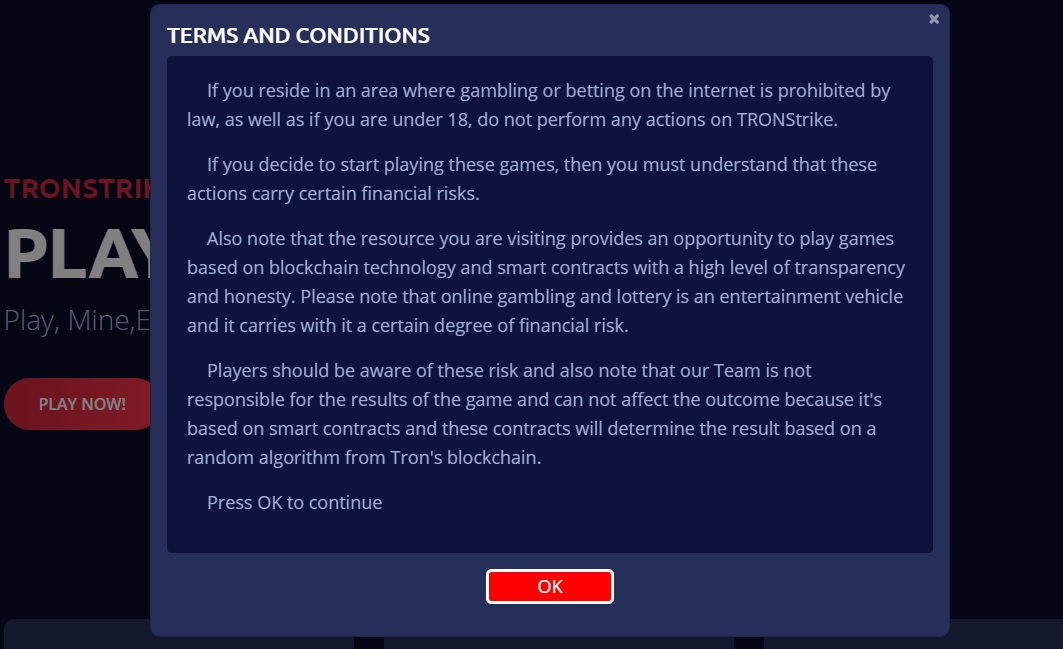 TERMS AND CONDITIONS
If you reside in an area where gambling or betting on the internet is prohibited by
law, as well as if you are under 18, do not perform any actions on TRONStrike.
If you decide to start playing these games, then you must understand that these
actions carry certain financial risks.
Also note that the resource you are visiting provides an opportunity to play games
based on blockchain technology and smart contracts with a high level of transparency
and honesty. Please note that online gambling and lottery is an entertainment vehicle
and it carries with it a certain degree of financial risk.
Players should be aware of these risk and also note that our Team is not
responsible for the results of the game and can not affect the outcome because it's
based on smart contracts and these contracts will determine the result based on a
random algorithm from Tron's blockchain.
Press OK to continue
OK
PLAY
Play, Mine,
PLAY NOW!